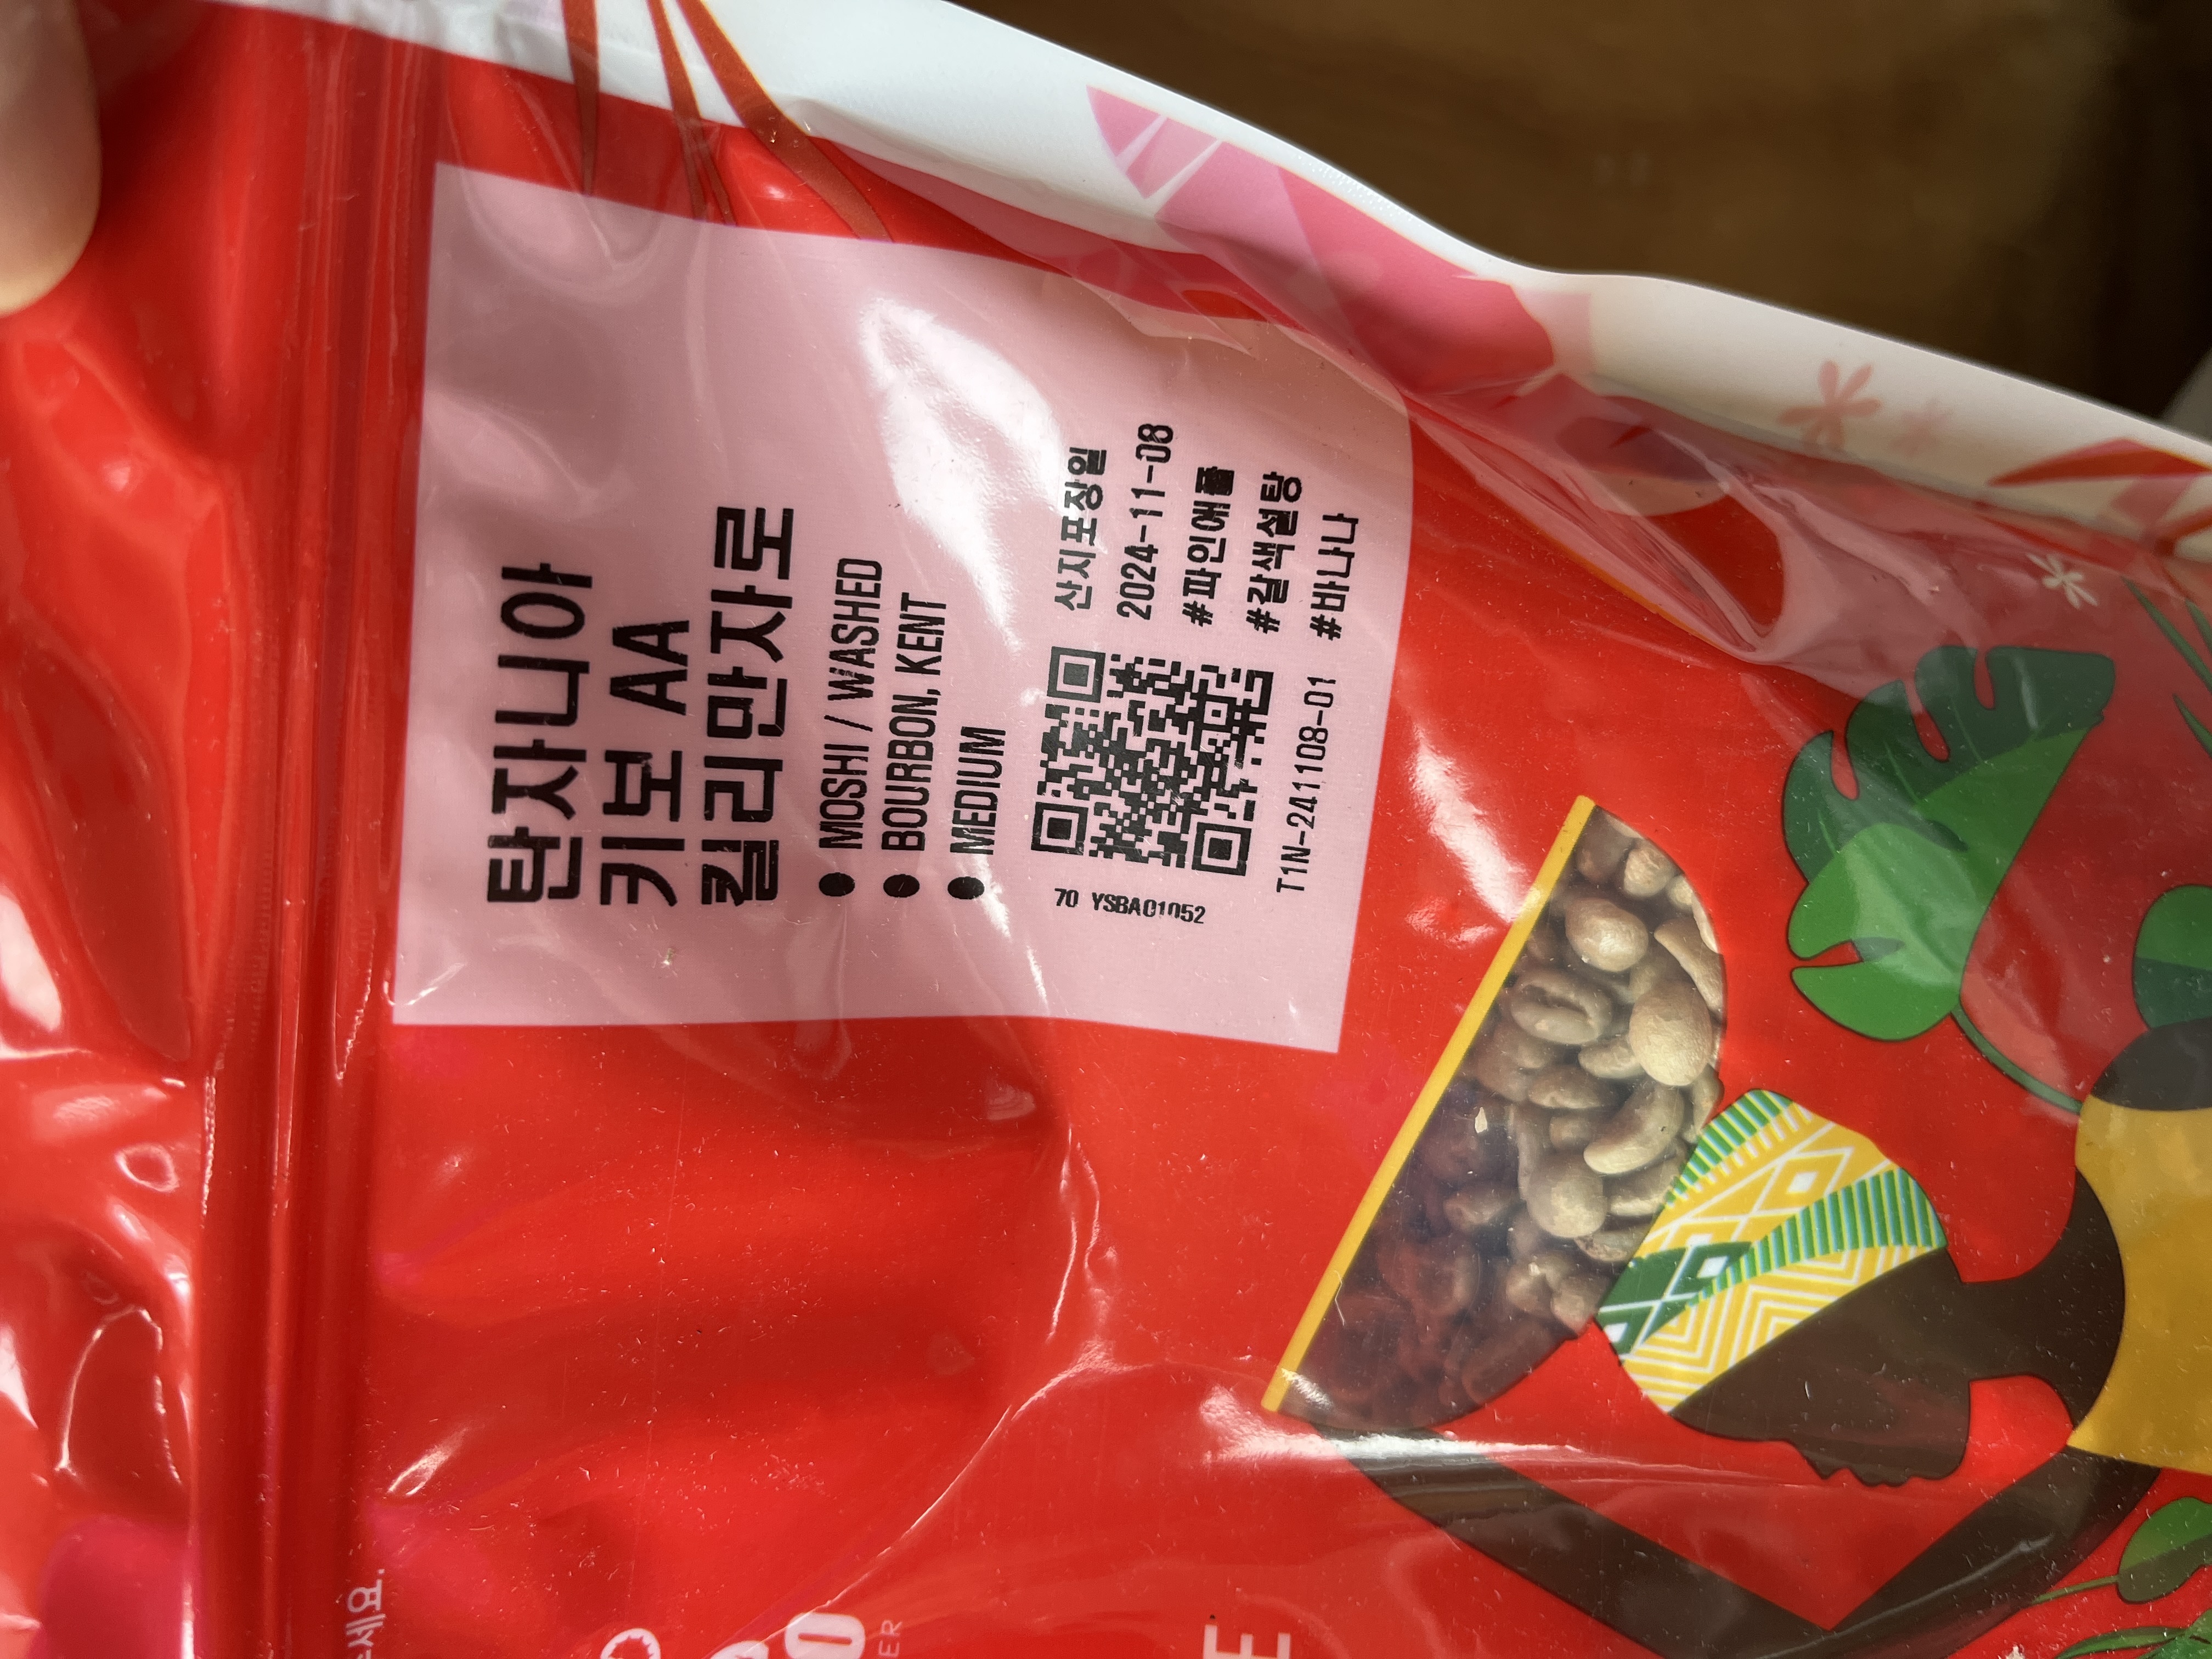 탄자니아
키보 AA
킬리만자로
● MOSHI / WASHED
● BOURBON, KENT
● MEDIUM
산지포장일
2024-11-08
#파인애플
#갈색설탕
#바나나
70 YSBA01052
T1N-241108-01
세요.